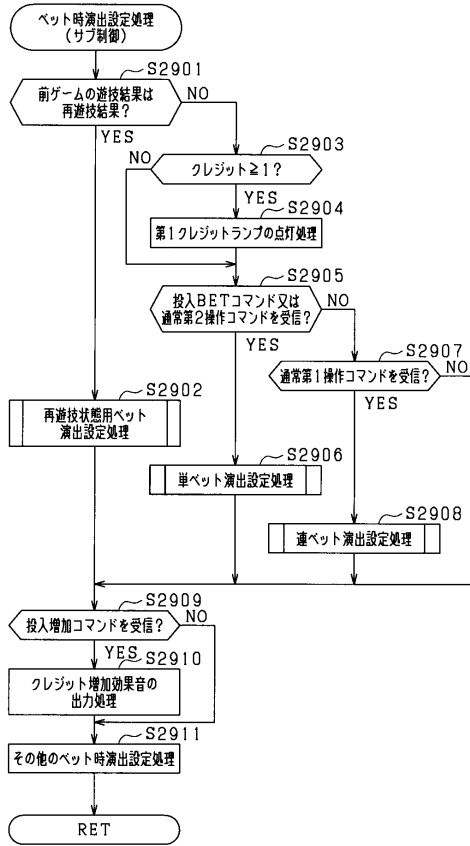 ベット時演出設定処理
(サブ制御)
S2901
前ゲームの遊技結果は
再遊技結果？
NO
YES
S2903
NO
クレジット≧1？
YES
S2904
第1クレジットランプの点灯処理
S2905
投入BETコマンド又は
通常第2操作コマンドを受信？
NO
YES
S2907
通常第1操作コマンドを受信？
NO
YES
S2902
再遊技状態用ベット
演出設定処理
S2906
単ベット演出設定処理
S2908
連ベット演出設定処理
S2909
投入増加コマンドを受信？
NO
YES
S2910
クレジット増加効果音の
出力処理
S2911
その他のベット時演出設定処理
RET